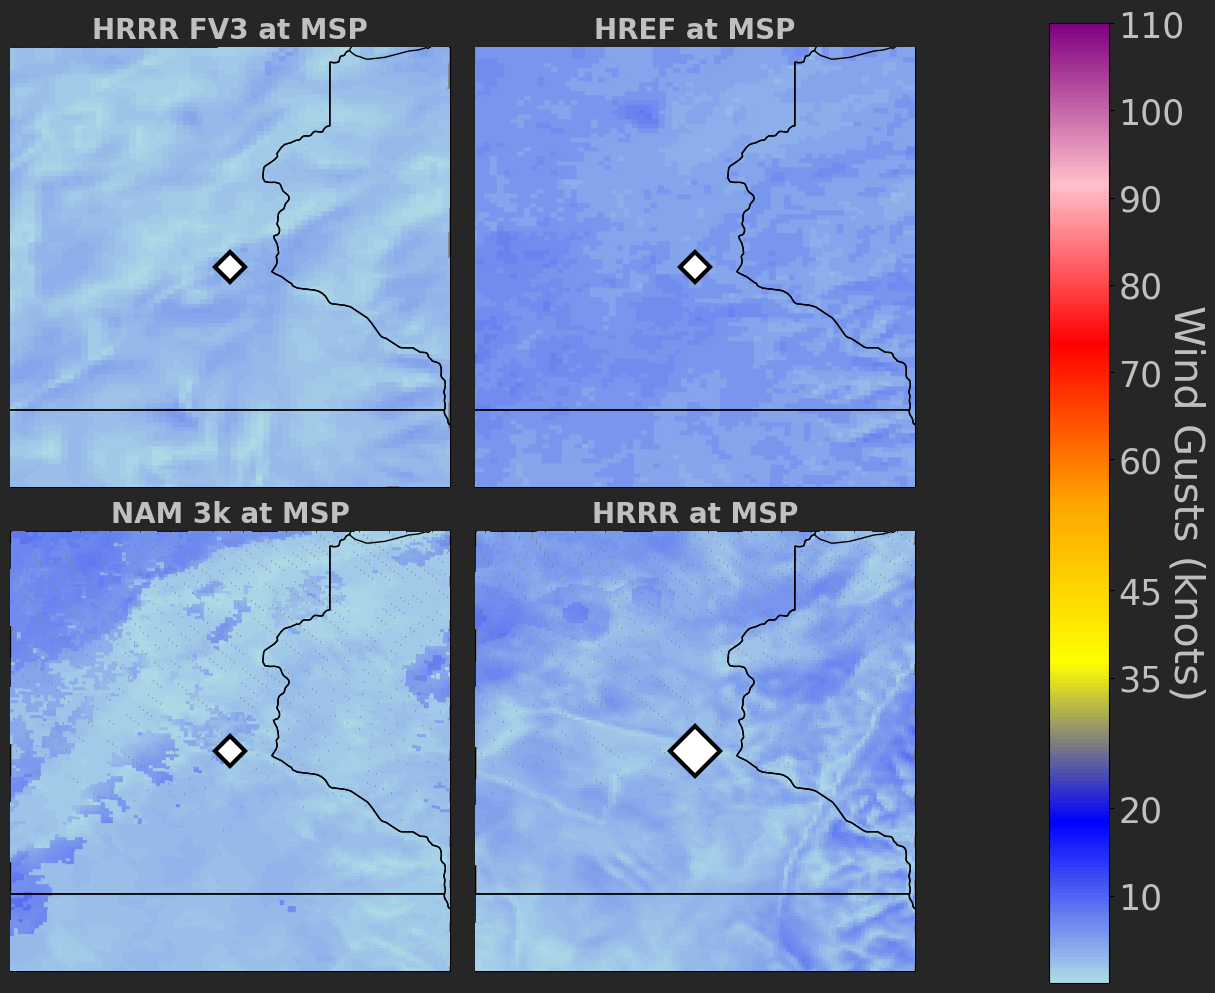 HRRR FV3 at MSP
HREF at MSP
NAM 3k at MSP
HRRR at MSP
110
100
90
80
70
60
45
35
20
10
Wind Gusts (knots)